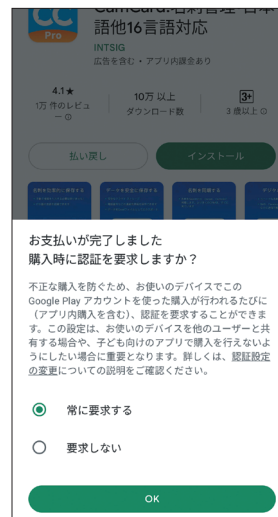 CamCard:名刺管理 日本
語他16言語対応
CC
Pro
INTSIG
広告を含む・アプリ内課金あり
4.1★
1万 件のレビュ
ー
10万 以上
ダウンロード数
3+
3 歳以上
払い戻し
インストール
お支払いが完了しました
購入時に認証を要求しますか？
不正な購入を防ぐため、お使いのデバイスでこの
Google Play アカウントを使った購入が行われるたびに
（アプリ内購入を含む）、認証を要求することができま
す。この設定は、お使いのデバイスを他のユーザーと共
有する場合や、子ども向けのアプリで購入を行えないよ
うにしたい場合に重要となります。詳しくは、認証設定
の変更についての説明をご確認ください。
常に要求する
要求しない
OK